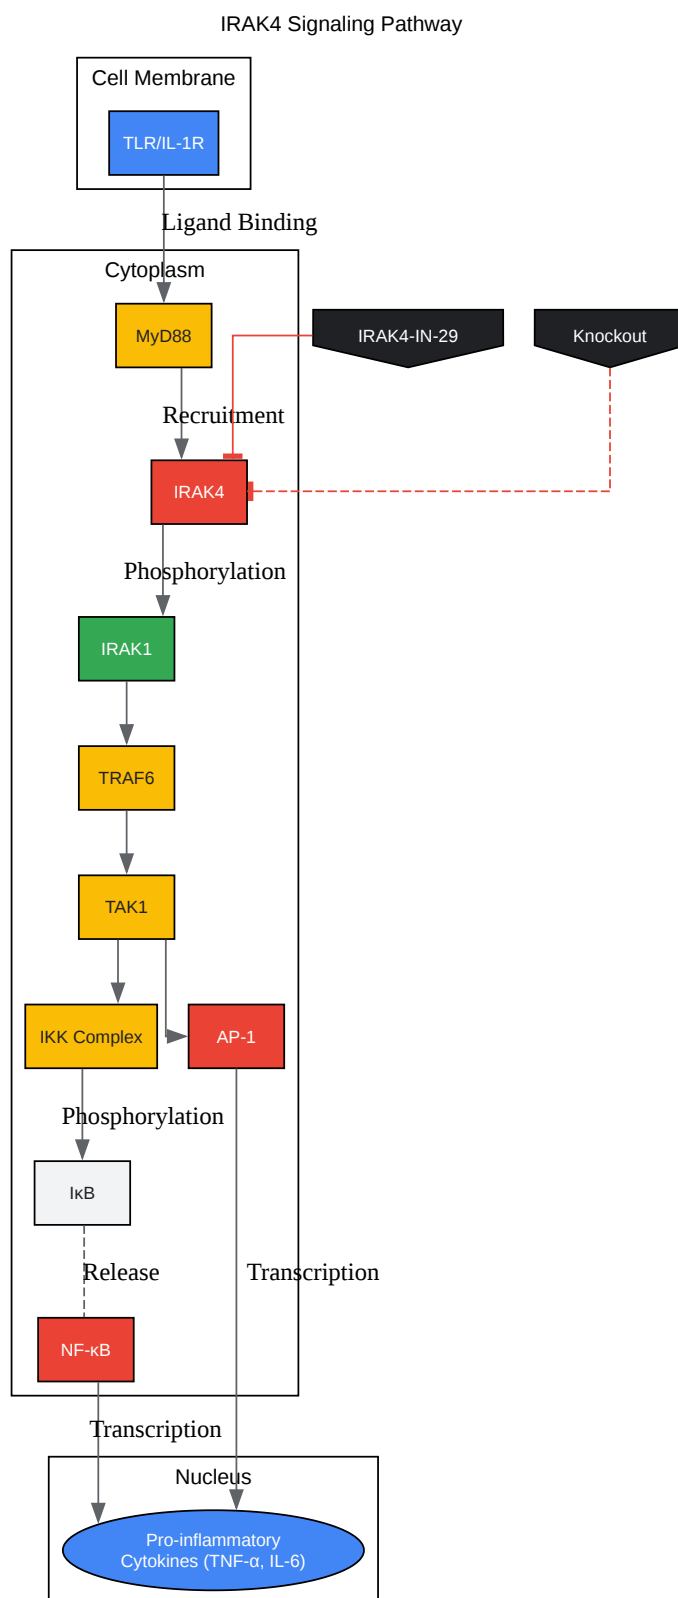 IRAK4 Signaling Pathway
Cell Membrane
TLR/IL-1R
Ligand Binding
Cytoplasm
MyD88
IRAK4-IN-29
Knockout
Recruitment
IRAK4
Phosphorylation
IRAK1
TRAF6
TAK1
IKK Complex
AP-1
Phosphorylation
IκB
Release
Transcription
NF-κB
Transcription
Nucleus
Pro-inflammatory
Cytokines (TNF-α, IL-6)